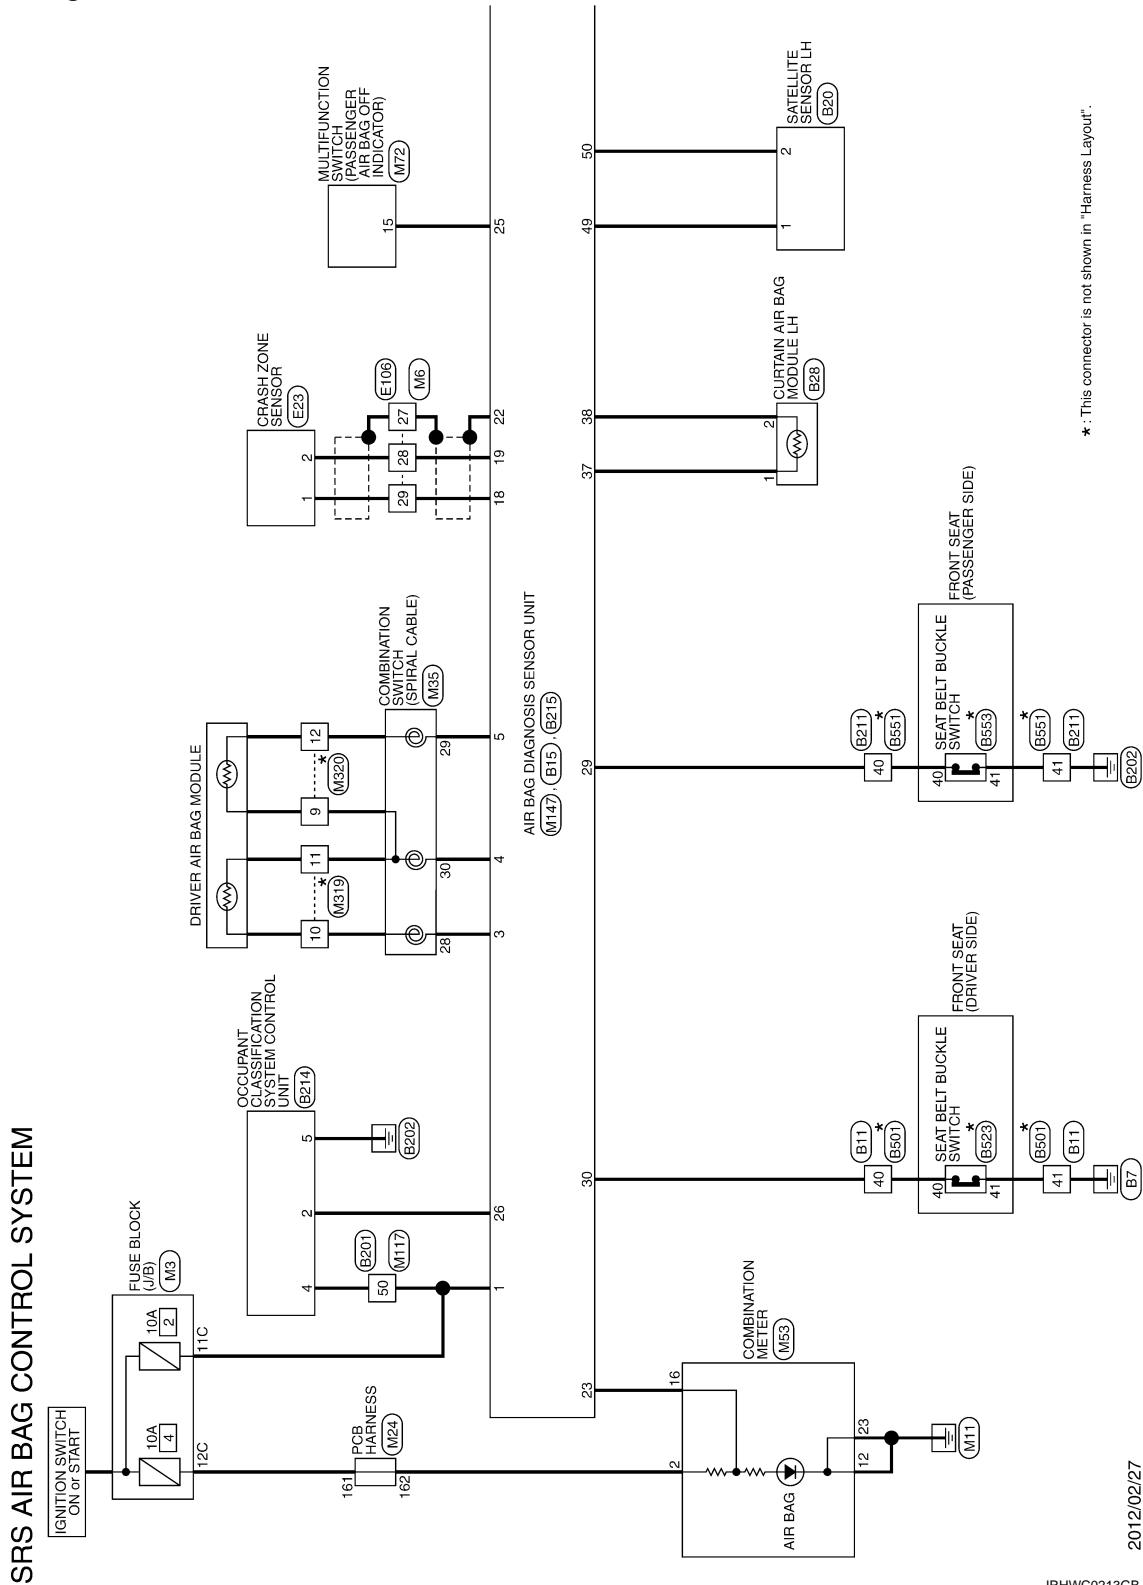 SRS AIR BAG CONTROL SYSTEM
IGNITION SWITCH
ON or START
FUSE BLOCK
(J/B)
M3
10A
4
10A
2
12C
11C
161
PCB
HARNESS
M24
162
OCCUPANT
CLASSIFICATION
SYSTEM CONTROL
UNIT
B214
4
2
5
B202
50
B201
M117
DRIVER AIR BAG MODULE
10
11
9
12
*
M319
*
M320
COMBINATION
SWITCH
(SPIRAL CABLE)
M35
28
30
29
CRASH ZONE
SENSOR
E23
1
2
29
28
27
E106
M6
MULTIFUNCTION
SWITCH
(PASSENGER
AIR BAG OFF
INDICATOR)
M72
15
1
26
3
4
5
18
19
22
25
AIR BAG DIAGNOSIS SENSOR UNIT
M147 , B15 , B215
23
30
29
37
38
49
50
COMBINATION
METER
M53
2
16
AIR BAG
12
23
M11
40
B11
*
B501
FRONT SEAT
(DRIVER SIDE)
SEAT BELT BUCKLE
SWITCH
*
B523
40
41
*
B501
41
B11
B7
40
B211
*
B551
FRONT SEAT
(PASSENGER SIDE)
SEAT BELT BUCKLE
SWITCH
*
B553
40
41
*
B551
41
B211
B202
CURTAIN AIR BAG
MODULE LH
B28
1
2
SATELLITE
SENSOR LH
B20
1
2
* : This connector is not shown in "Harness Layout".
2012/02/27